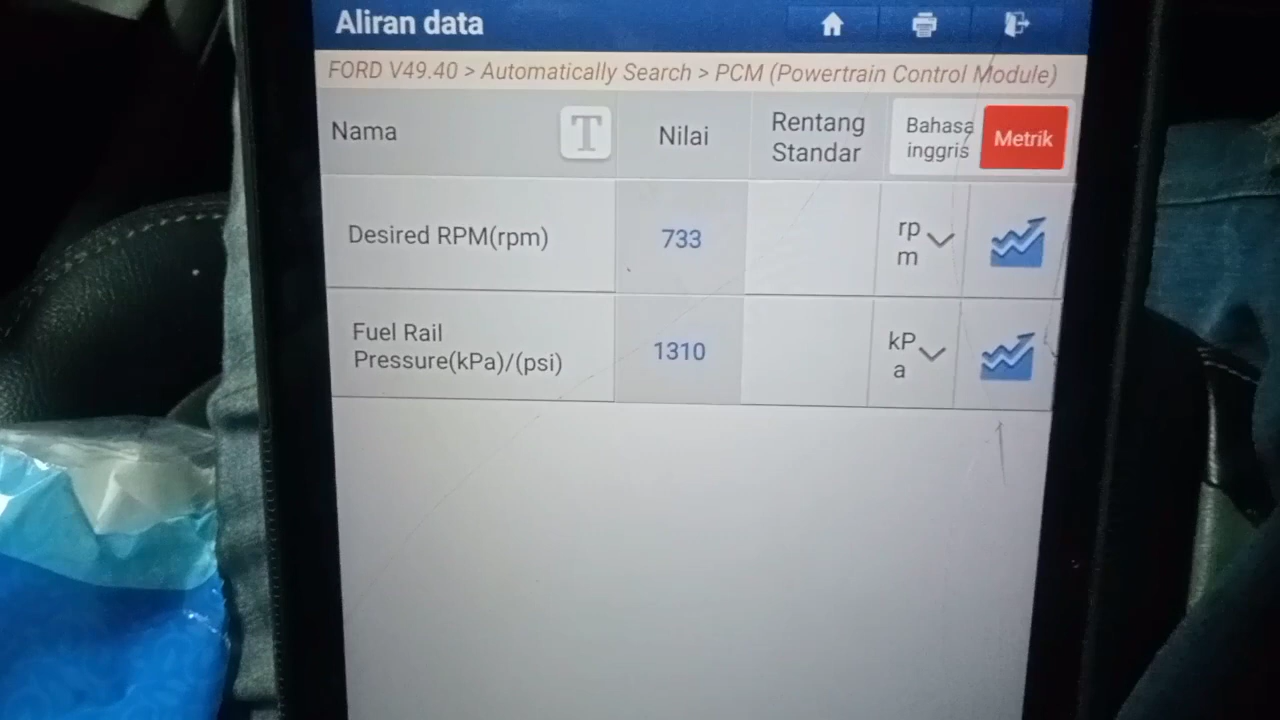 Aliran data
FORD V49.40 > Automatically Search > PCM (Powertrain Control Module)
Nama
T
Nilai
Rentang
Standar
Bahasa
inggris
Metrik
Desired RPM(rpm)
733
rp
m
Fuel Rail
Pressure(kPa)/(psi)
1310
kP
a